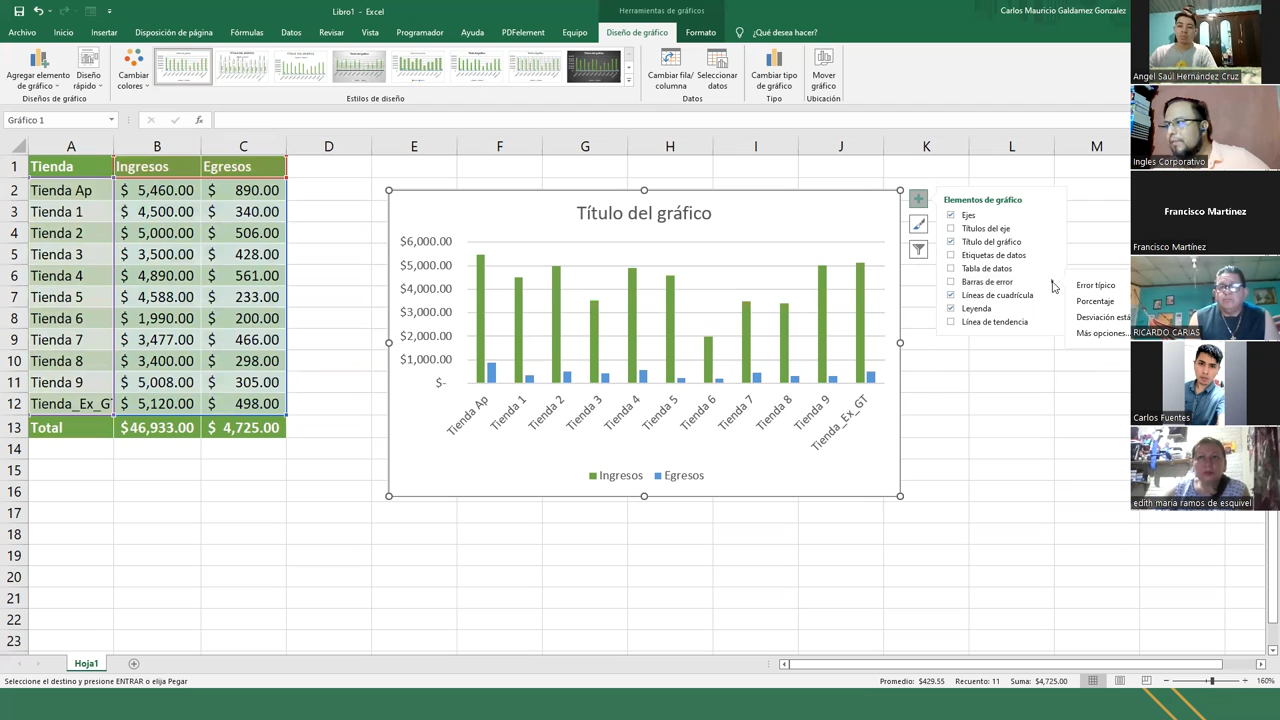 Libro1 - Excel
Herramientas de gráficos
Carlos Mauricio Galdamez Gonzalez
Archivo Inicio Insertar Disposición de página Fórmulas Datos Revisar Vista Programador Ayuda PDFelement Equipo Diseño de gráfico Formato ¿Qué desea hacer?
Agregar elemento de gráfico
Diseño rápido
Cambiar colores
Cambiar fila/ columna
Seleccionar datos
Cambiar tipo de gráfico
Mover gráfico
Diseños de gráfico Estilos de diseño Datos Tipo Ubicación
Gráfico 1 fx
A B C D E F G H I J K L M
1 Tienda Ingresos Egresos
2 Tienda Ap $ 5,460.00 $ 890.00
3 Tienda 1 $ 4,500.00 $ 340.00
4 Tienda 2 $ 5,000.00 $ 506.00
5 Tienda 3 $ 3,500.00 $ 428.00
6 Tienda 4 $ 4,890.00 $ 561.00
7 Tienda 5 $ 4,588.00 $ 233.00
8 Tienda 6 $ 1,990.00 $ 200.00
9 Tienda 7 $ 3,477.00 $ 466.00
10 Tienda 8 $ 3,400.00 $ 298.00
11 Tienda 9 $ 5,008.00 $ 305.00
12 Tienda_Ex_GT $ 5,120.00 $ 498.00
13 Total $46,933.00 $ 4,725.00
14
15
16
17
18
19
20
21
22
23
Título del gráfico
$6,000.00
$5,000.00
$4,000.00
$3,000.00
$2,000.00
$1,000.00
$-
Tienda Ap Tienda 1 Tienda 2 Tienda 3 Tienda 4 Tienda 5 Tienda 6 Tienda 7 Tienda 8 Tienda 9 Tienda_Ex_GT
Ingresos Egresos
Elementos de gráfico
Ejes
Títulos del eje
Título del gráfico
Etiquetas de datos
Tabla de datos
Barras de error
Líneas de cuadrícula
Leyenda
Línea de tendencia
Error típico
Porcentaje
Desviación está
Más opciones...
Angel Saúl Hernández Cruz
Ingles Corporativo
Francisco Martínez
Francisco Martínez
RICARDO CARIAS
Carlos Fuentes
edith maria ramos de esquivel
Hoja1
Seleccione el destino y presione ENTRAR o elija Pegar
Promedio: $429.55 Recuento: 11 Suma: $4,725.00
160%